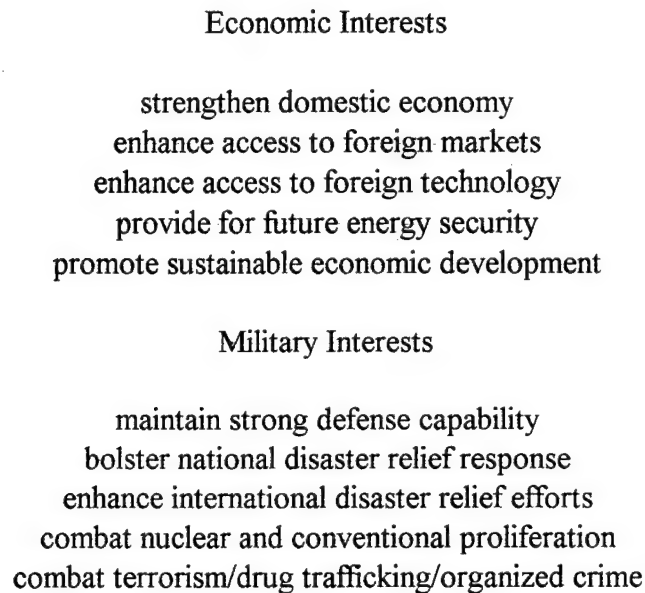 Economic Interests
strengthen domestic economy
enhance access to foreign markets
enhance access to foreign technology
provide for future energy security
promote sustainable economic development
Military Interests
maintain strong defense capability
bolster national disaster relief response
enhance international disaster relief efforts
combat nuclear and conventional proliferation
combat terrorism/drug trafficking/organized crime